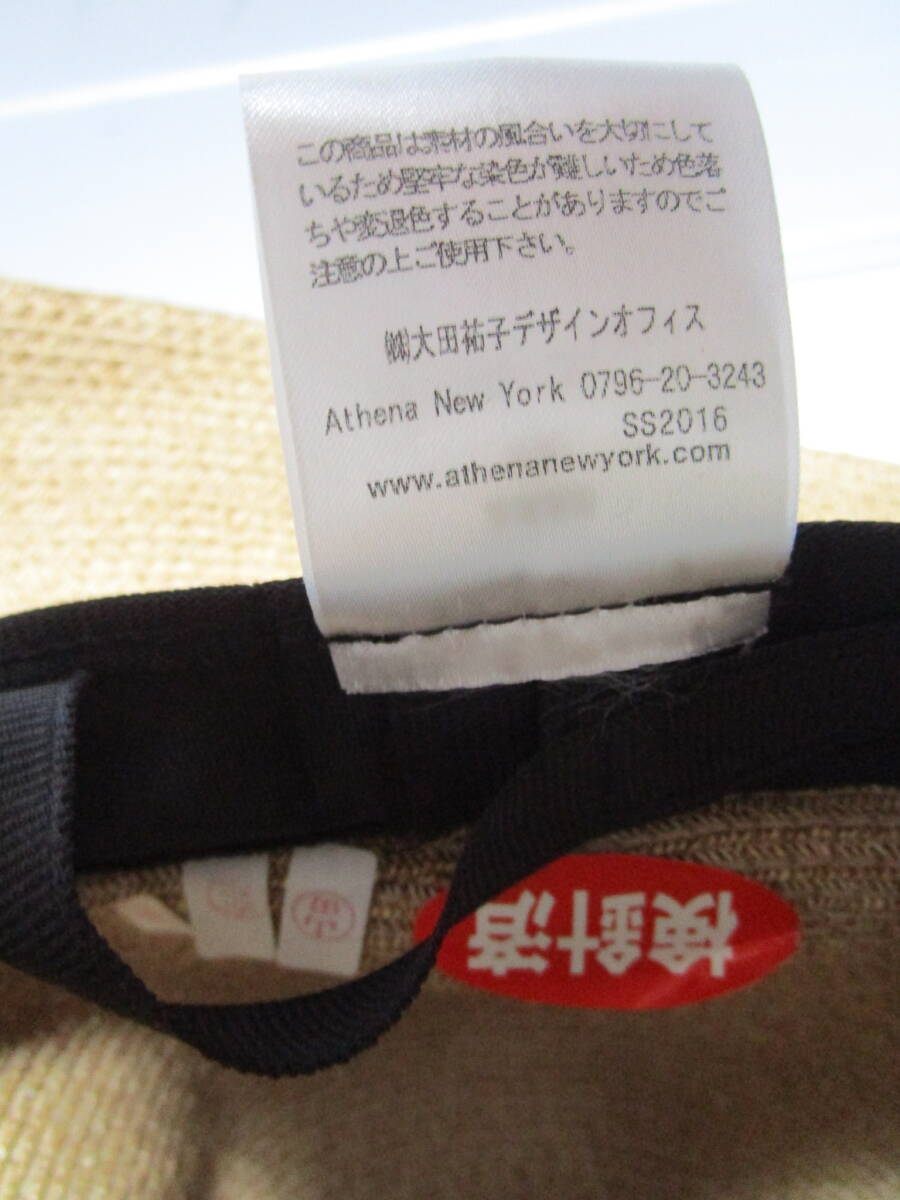 この商品は素材の風合いを大切にして
いるため堅牢な染色が難しいため色落
ちや変退色することがありますのでご
注意の上ご使用下さい。
㈱大田祐子デザインオフィス
Athena New York 0796-20-3243
SS2016
www.athenanewyork.com
検針済